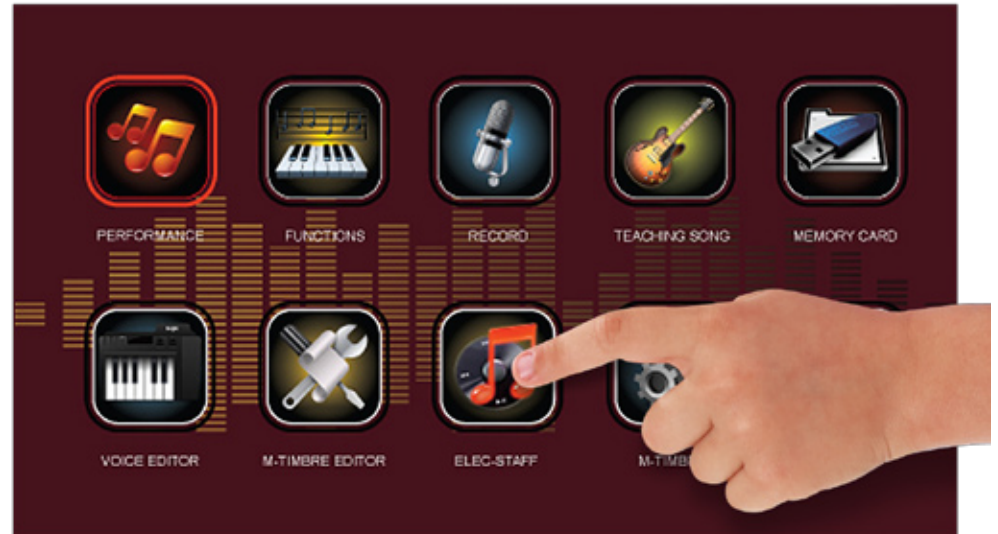 PERFORMANCE
FUNCTIONS
RECORD
TEACHING SONG
MEMORY CARD
VOICE EDITOR
M-TIMBRE EDITOR
ELEC-STAFF